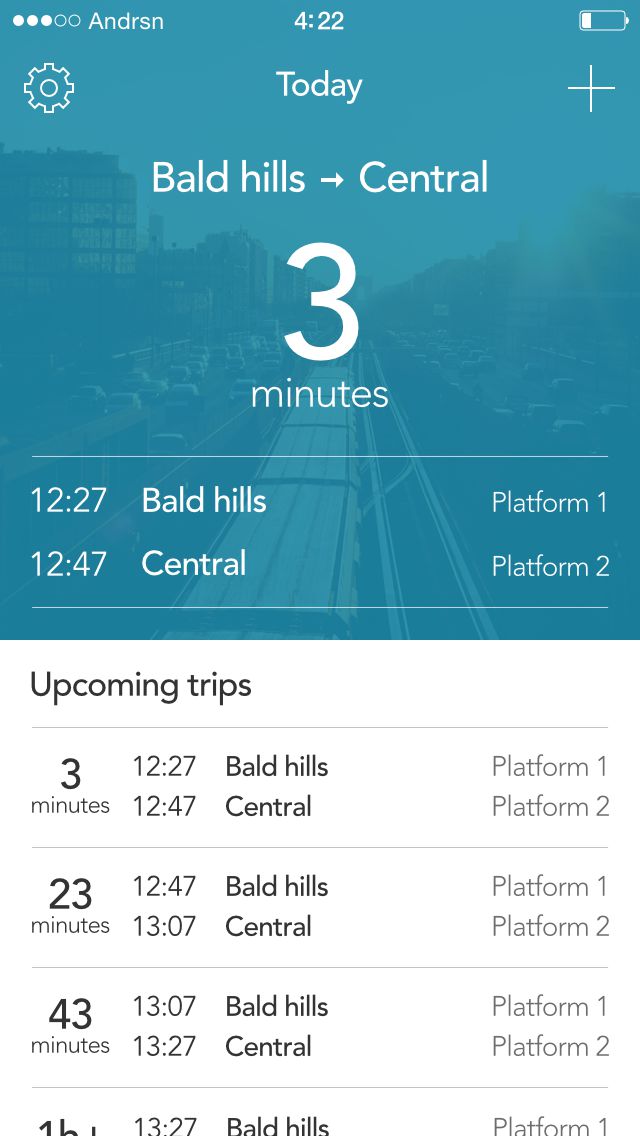 Andrsn 4:22
Today
Bald hills → Central
3
minutes
12:27 Bald hills Platform 1
12:47 Central Platform 2
Upcoming trips
3 minutes
12:27 Bald hills Platform 1
12:47 Central Platform 2
23 minutes
12:47 Bald hills Platform 1
13:07 Central Platform 2
43 minutes
13:07 Bald hills Platform 1
13:27 Central Platform 2
1h+ 13:27 Bald hills Platform 1